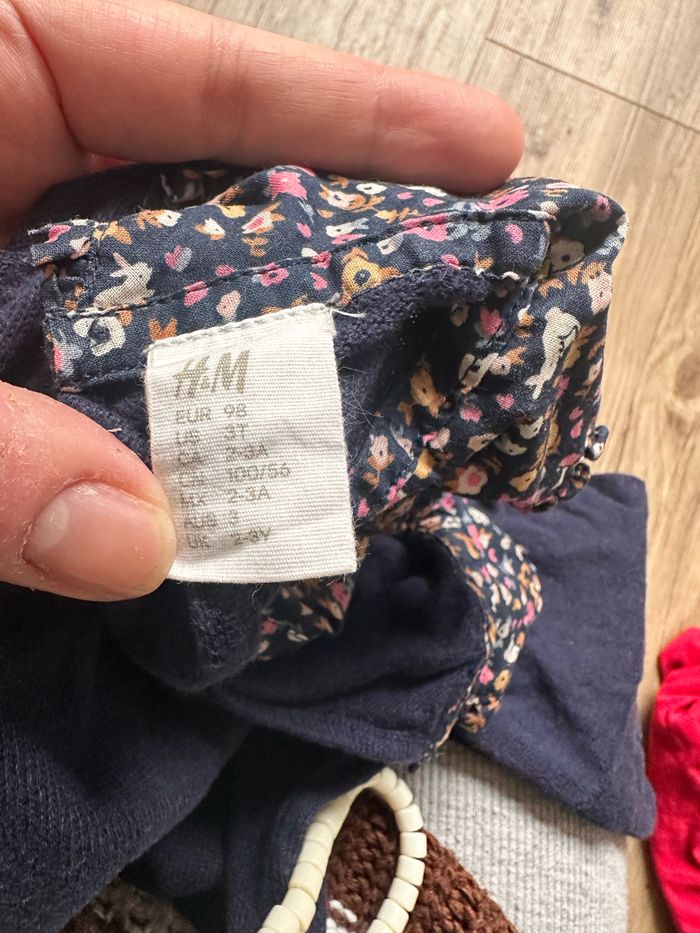 H&M
EUR 98
US 3T
CA 2-3A
CN 100/56
MX 2-3A
AUS 3
UK 2-3Y